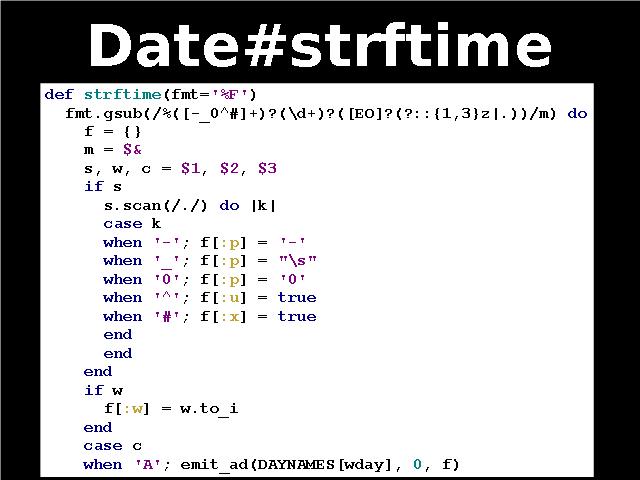 Date#strftime
def strftime(fmt='%F')
fmt.gsub(/%([-_0^#]+)?(\d+)?([EO]?(?::{1,3}z|.))/m) do
f = {}
m = $&
s, w, c = $1, $2, $3
if s
s.scan(/./) do |k|
case k
when '-'; f[:p] = '-'
when '_'; f[:p] = "\s"
when '0'; f[:p] = '0'
when '^'; f[:u] = true
when '#'; f[:x] = true
end
end
end
if w
f[:w] = w.to_i
end
case c
when 'A'; emit_ad(DAYNAMES[wday], 0, f)